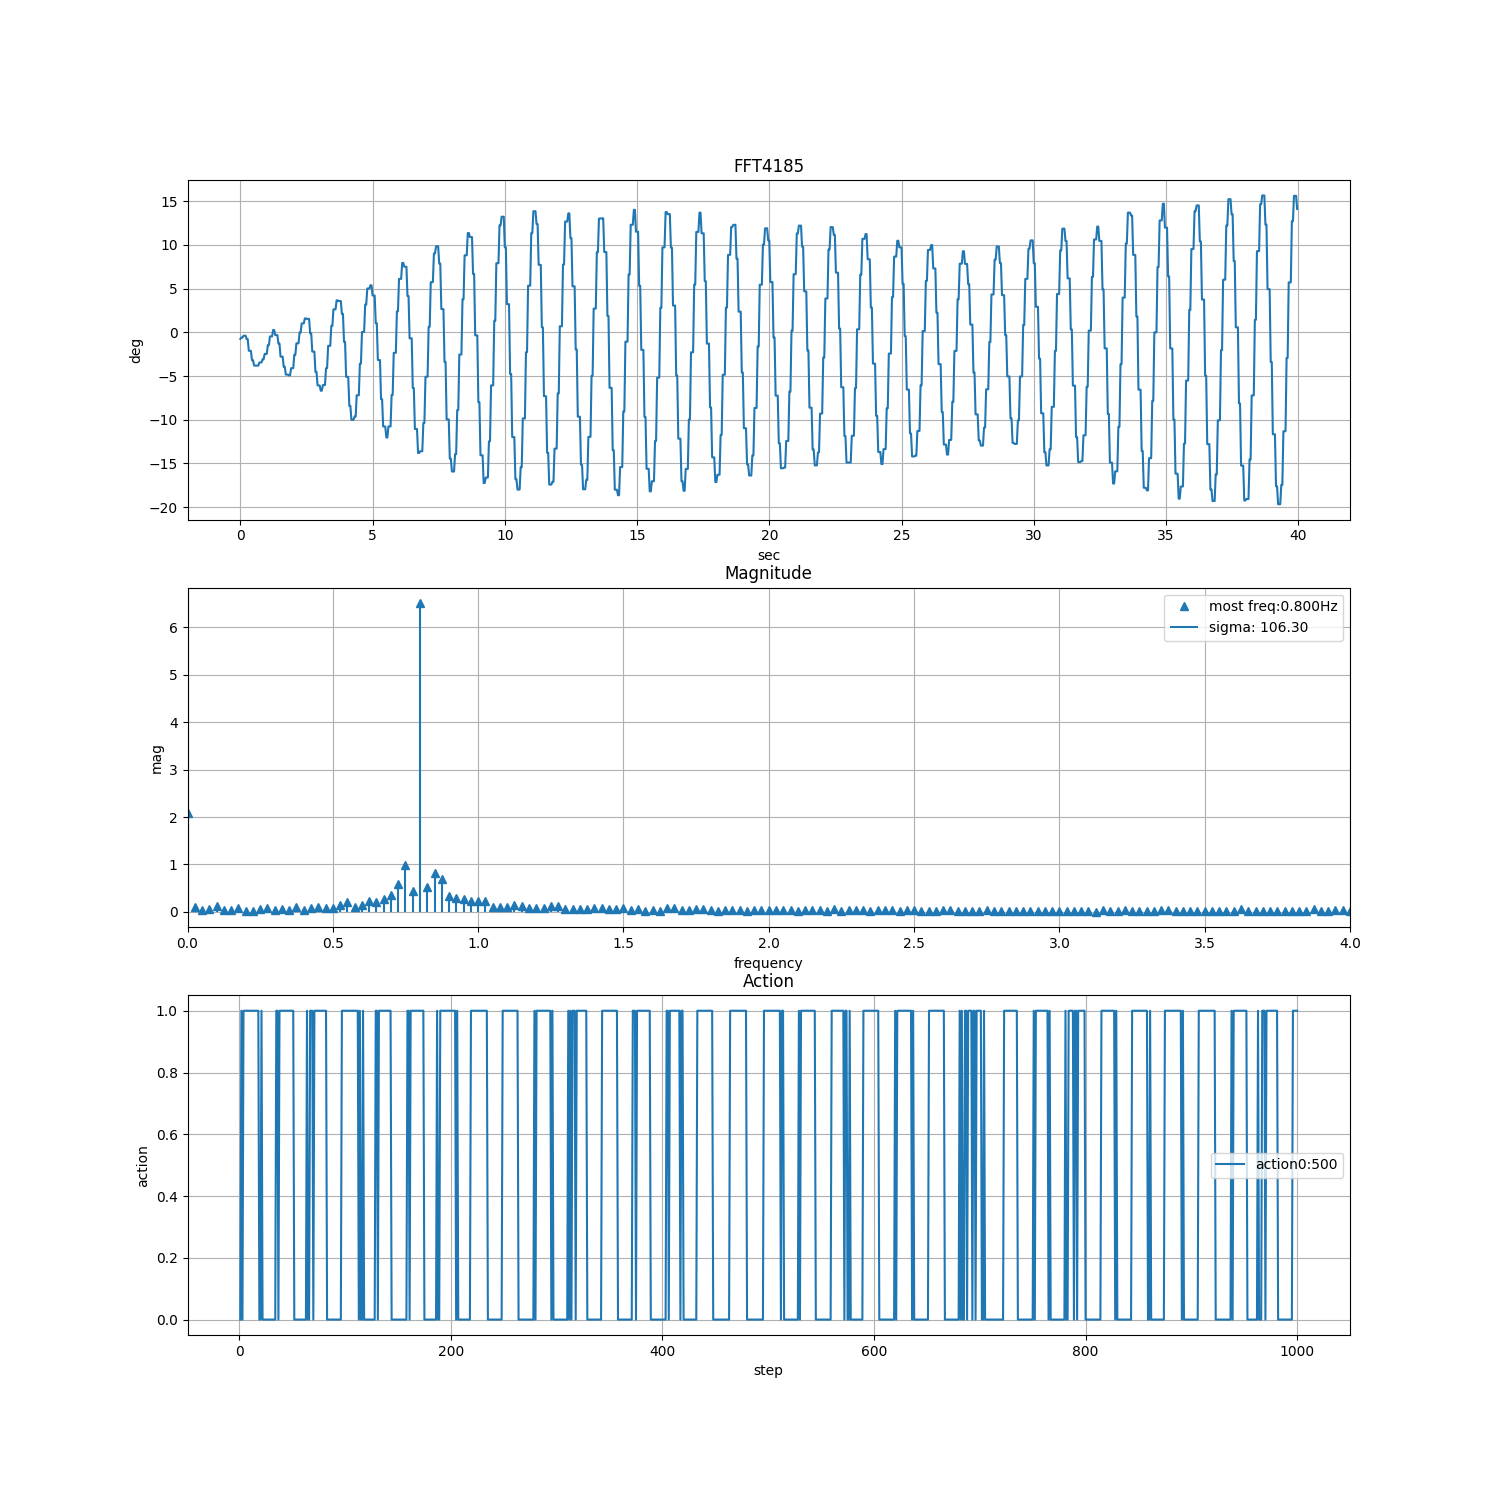 FFT4185
15
10
5
0
−5
−10
−15
−20
deg
0 5 10 15 20 25 30 35 40
sec
Magnitude
most freq:0.800Hz
sigma: 106.30
6
5
4
3
2
1
0
mag
0.0 0.5 1.0 1.5 2.0 2.5 3.0 3.5 4.0
frequency
Action
1.0
0.8
0.6
0.4
0.2
0.0
action
action0:500
0 200 400 600 800 1000
step